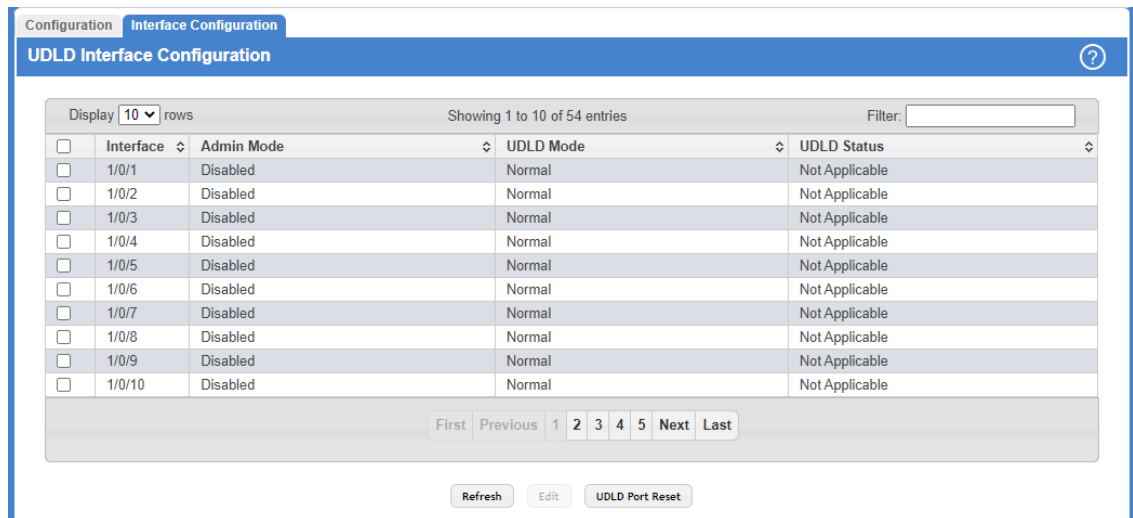 Configuration Interface Configuration
UDLD Interface Configuration ?
Display 10 rows Showing 1 to 10 of 54 entries Filter:
Interface Admin Mode UDLD Mode UDLD Status
1/0/1 Disabled Normal Not Applicable
1/0/2 Disabled Normal Not Applicable
1/0/3 Disabled Normal Not Applicable
1/0/4 Disabled Normal Not Applicable
1/0/5 Disabled Normal Not Applicable
1/0/6 Disabled Normal Not Applicable
1/0/7 Disabled Normal Not Applicable
1/0/8 Disabled Normal Not Applicable
1/0/9 Disabled Normal Not Applicable
1/0/10 Disabled Normal Not Applicable
First Previous 1 2 3 4 5 Next Last
Refresh Edit UDLD Port Reset